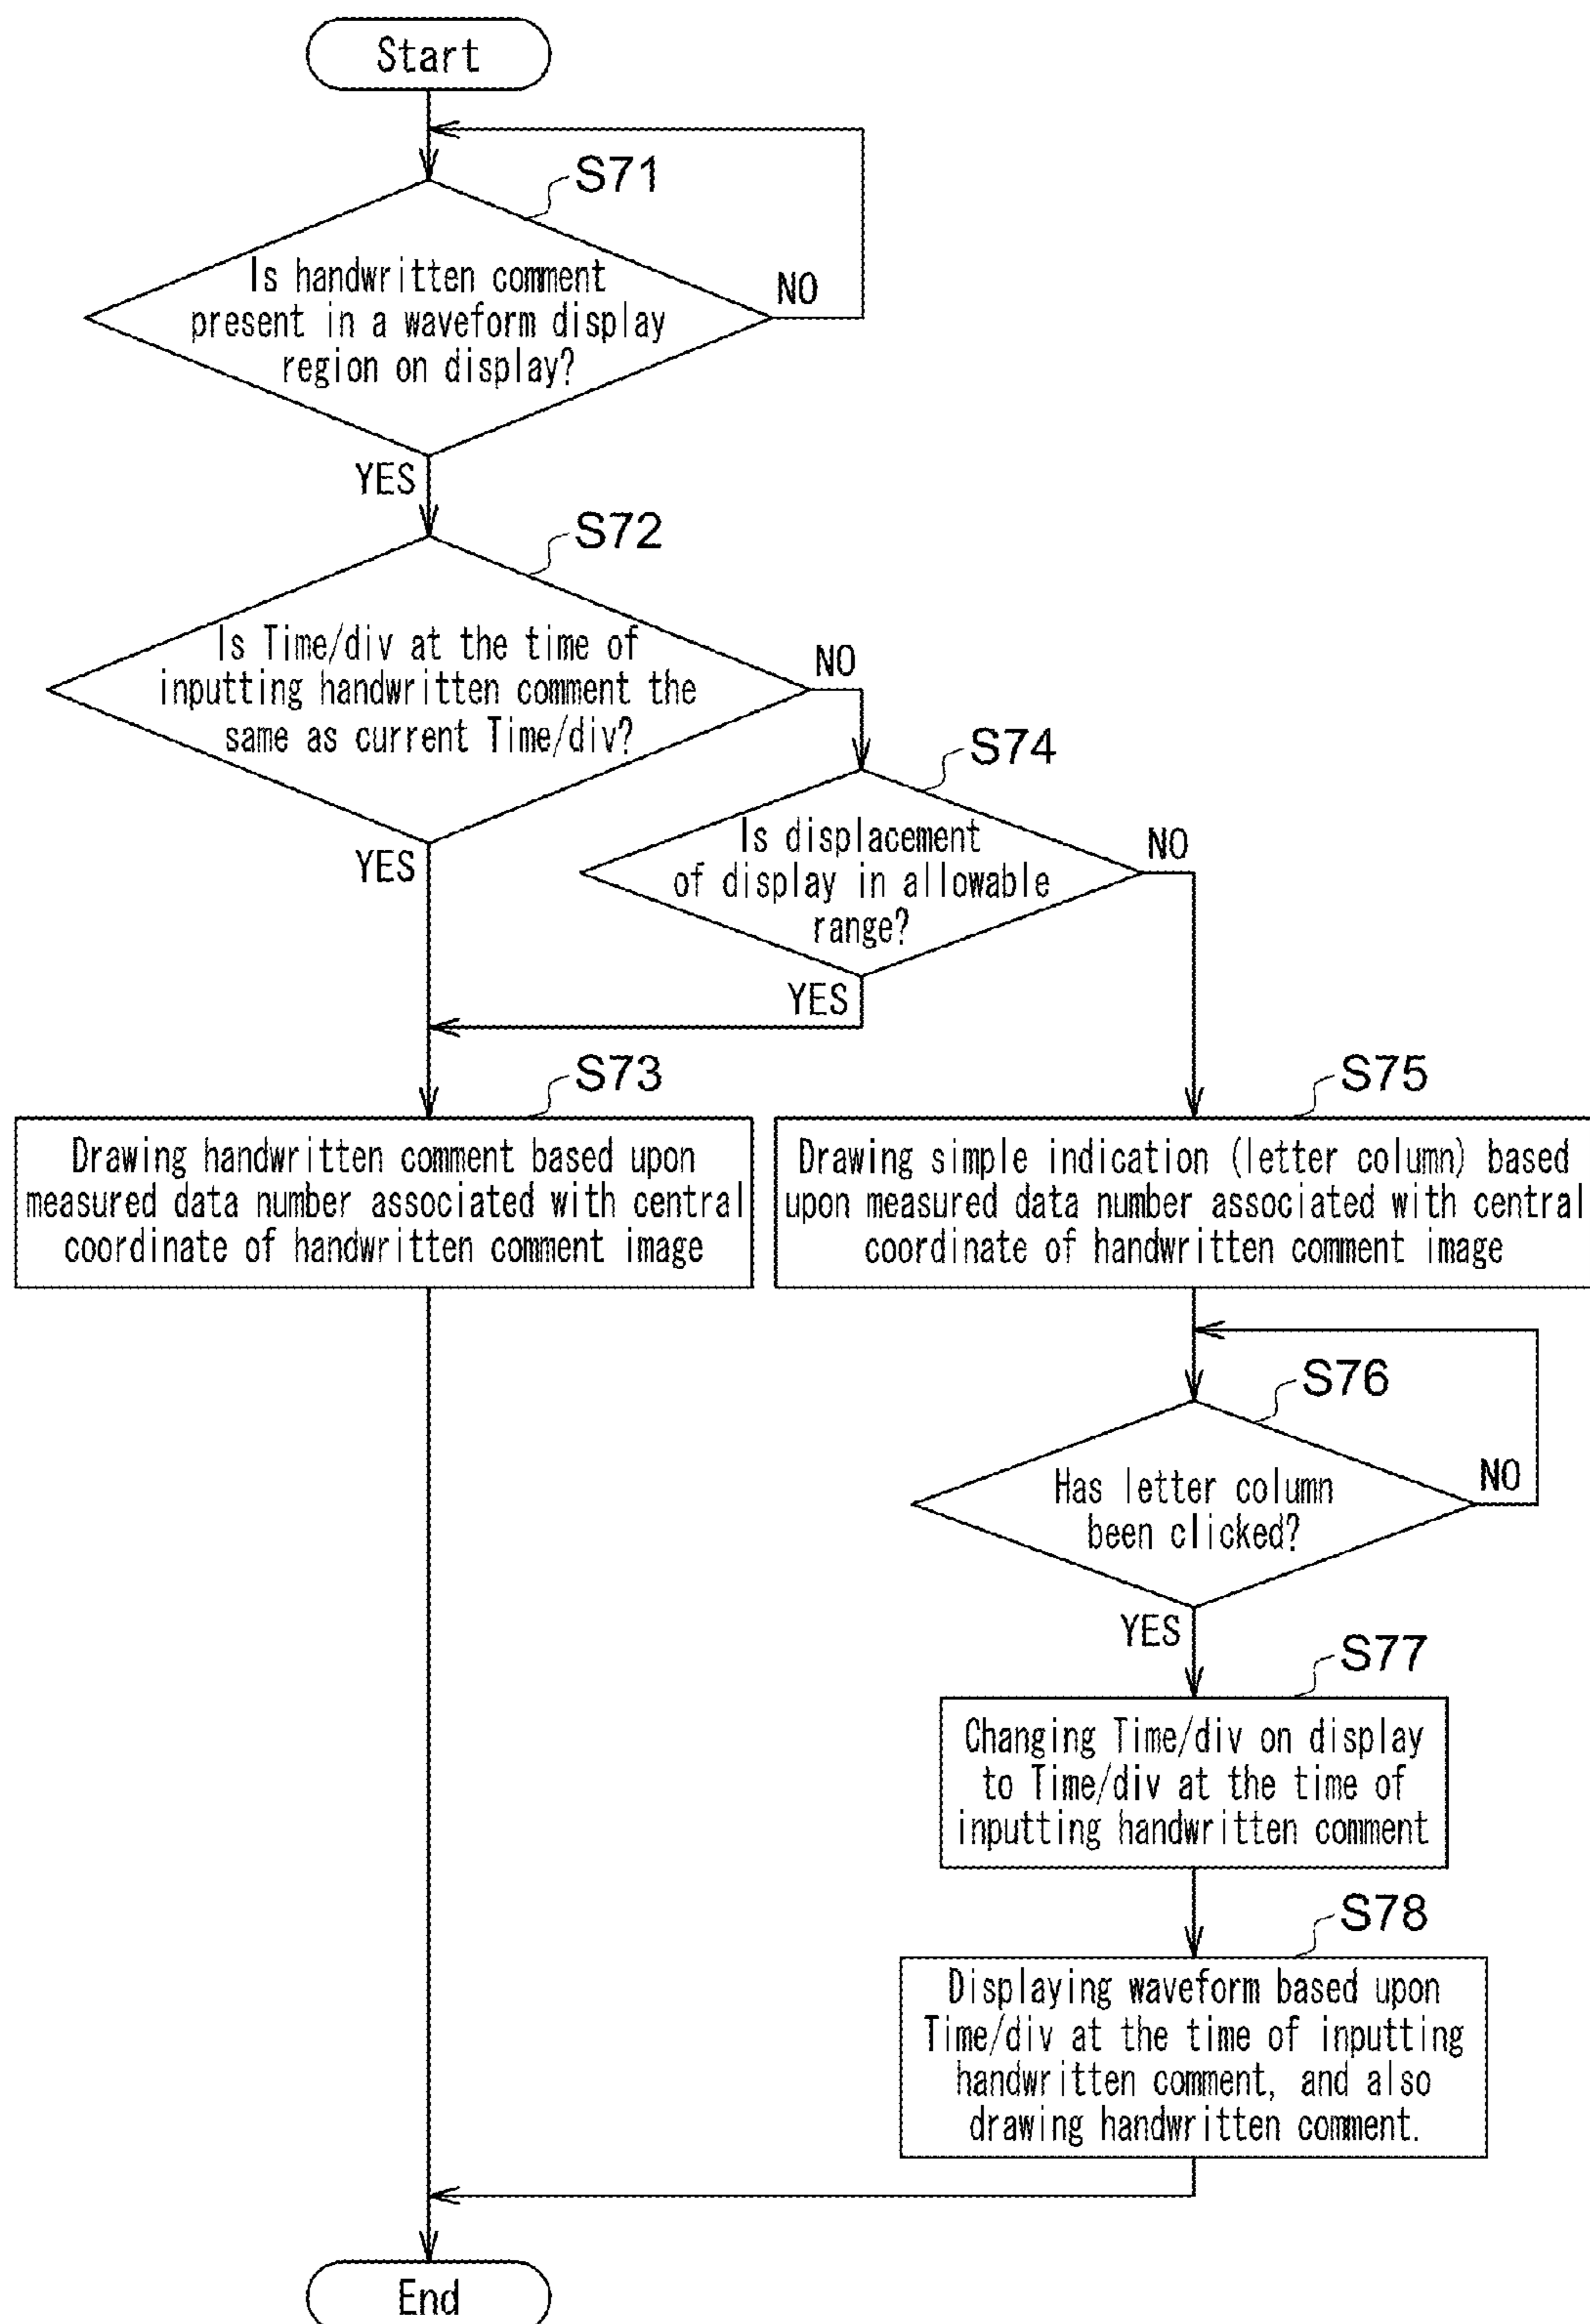 Start
S71
Is handwritten comment
present in a waveform display
region on display?
NO
YES
S72
Is Time/div at the time of
inputting handwritten comment the
same as current Time/div?
NO
YES
S74
Is displacement
of display in allowable
range?
NO
YES
S73
Drawing handwritten comment based upon
measured data number associated with central
coordinate of handwritten comment image
S75
Drawing simple indication (letter column) based
upon measured data number associated with central
coordinate of handwritten comment image
S76
Has letter column
been clicked?
NO
YES
S77
Changing Time/div on display
to Time/div at the time of
inputting handwritten comment
S78
Displaying waveform based upon
Time/div at the time of inputting
handwritten comment, and also
drawing handwritten comment.
End